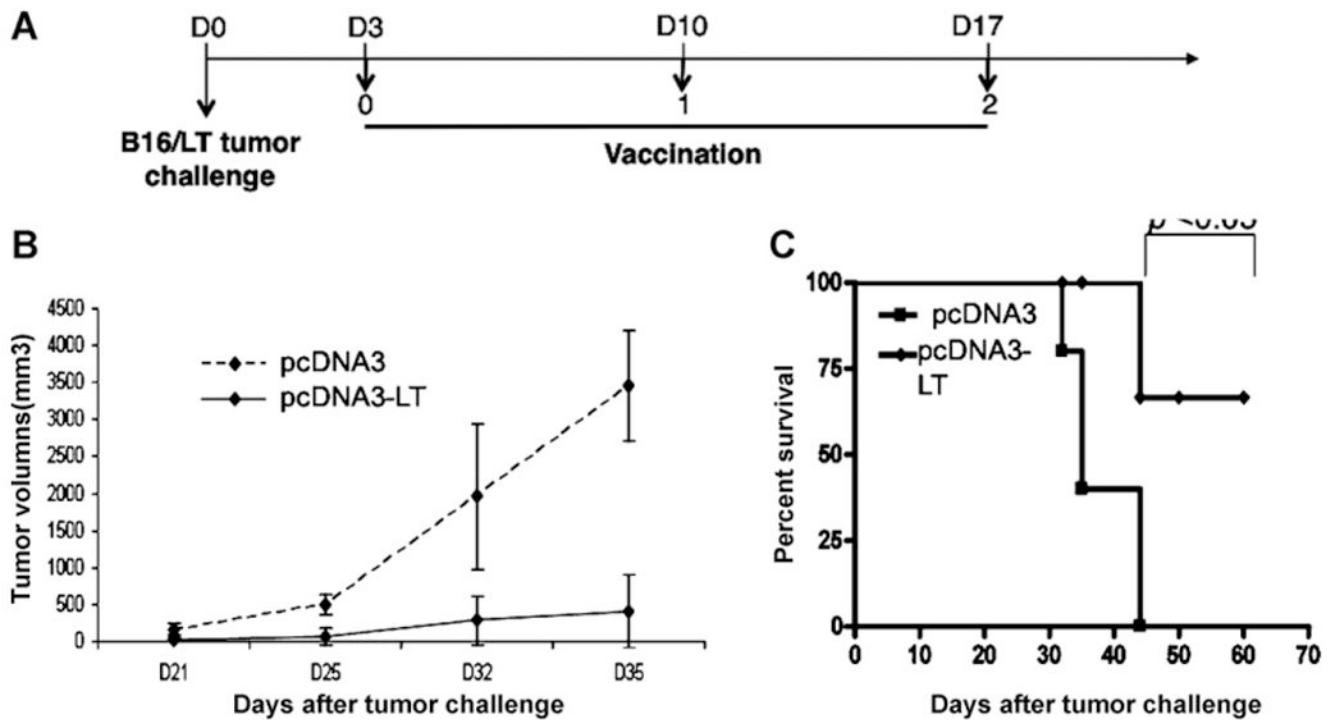 A
D0 D3 D10 D17
0 1 2
B16/LT tumor
challenge
Vaccination
B
Tumor volumns(mm3)
4500
4000
3500
3000
2500
2000
1500
1000
500
0
pcDNA3
pcDNA3-LT
D21 D25 D32 D35
Days after tumor challenge
C
p <0.05
Percent survival
100
75
50
25
0
pcDNA3
pcDNA3-
LT
0 10 20 30 40 50 60 70
Days after tumor challenge